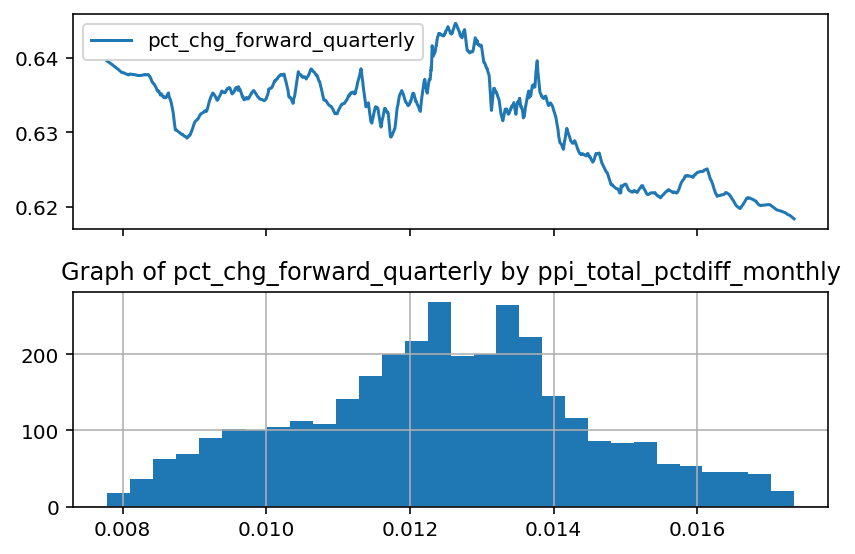 pct_chg_forward_quarterly
0.64
0.63
0.62
Graph of pct_chg_forward_quarterly by ppi_total_pctdiff_monthly
200
100
0
0.008 0.010 0.012 0.014 0.016